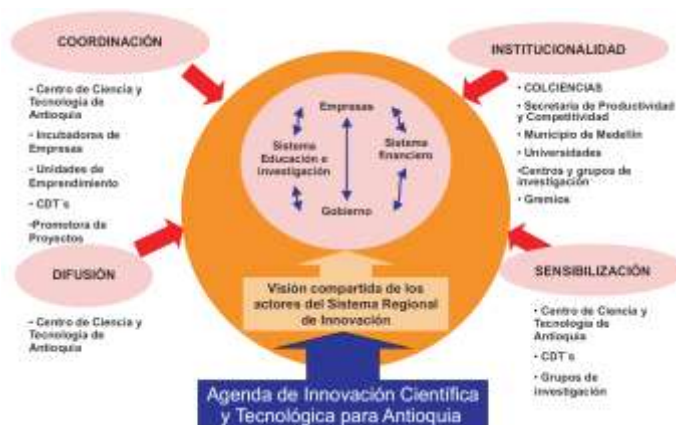 COORDINACIÓN
• Centro de Ciencia y
Tecnología de
Antioquia
• Incubadoras de
Empresas
• Unidades de
Emprendimiento
• CDT´s
•Promotora de
Proyectos
DIFUSIÓN
• Centro de Ciencia y
Tecnología de
Antioquia
Empresas
Sistema
Educación e
investigación
Sistema
financiero
Gobierno
Visión compartida de los
actores del Sistema Regional
de Innovación
Agenda de Innovación Científica
y Tecnológica para Antioquia
INSTITUCIONALIDAD
• COLCIENCIAS
• Secretaría de Productividad
y Competitividad
• Municipio de Medellín
• Universidades
•Centros y grupos de
investigación
• Gremios
SENSIBILIZACIÓN
• Centro de Ciencia y
Tecnología de
Antioquia
• CDT´s
• Grupos de
investigación